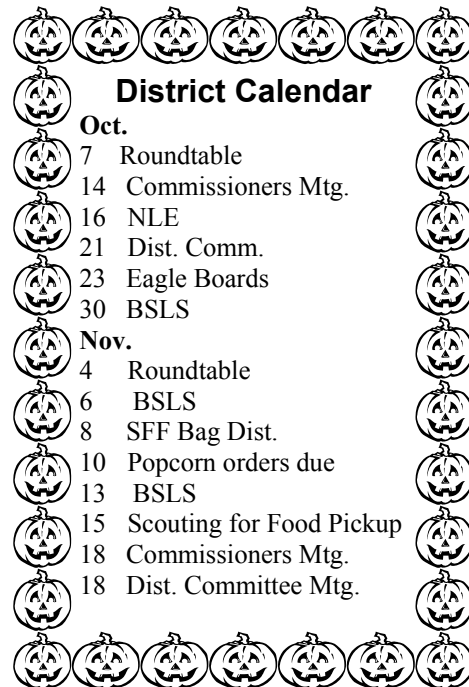 District Calendar
Oct.
7 Roundtable
14 Commissioners Mtg.
16 NLE
21 Dist. Comm.
23 Eagle Boards
30 BSLS
Nov.
4 Roundtable
6 BSLS
8 SFF Bag Dist.
10 Popcorn orders due
13 BSLS
15 Scouting for Food Pickup
18 Commissioners Mtg.
18 Dist. Committee Mtg.